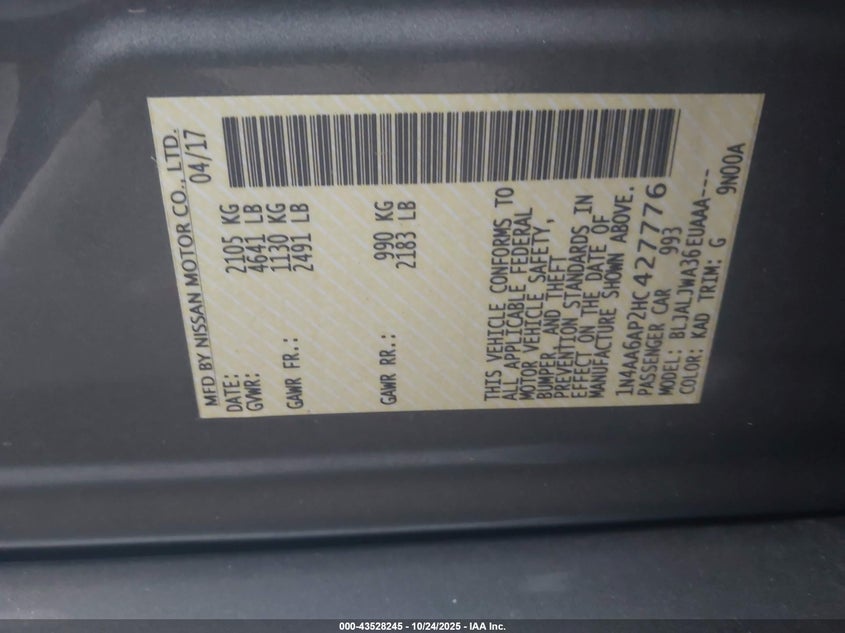 MFD BY NISSAN MOTOR CO., LTD.
DATE: 04/17
GVWR: 2105 KG
4641 LB
GAWR FR.: 1130 KG
2491 LB
GAWR RR.: 990 KG
2183 LB
THIS VEHICLE CONFORMS TO
ALL APPLICABLE FEDERAL
MOTOR VEHICLE SAFETY,
BUMPER, AND THEFT
PREVENTION STANDARDS IN
EFFECT ON THE DATE OF
MANUFACTURE SHOWN ABOVE.
1N4AA6AP2HC427776
PASSENGER CAR 993
MODEL: BLJALJWA36EUAAA----
COLOR: KAD TRIM: G 9N00A
000-43528245 - 10/24/2025 - IAA Inc.